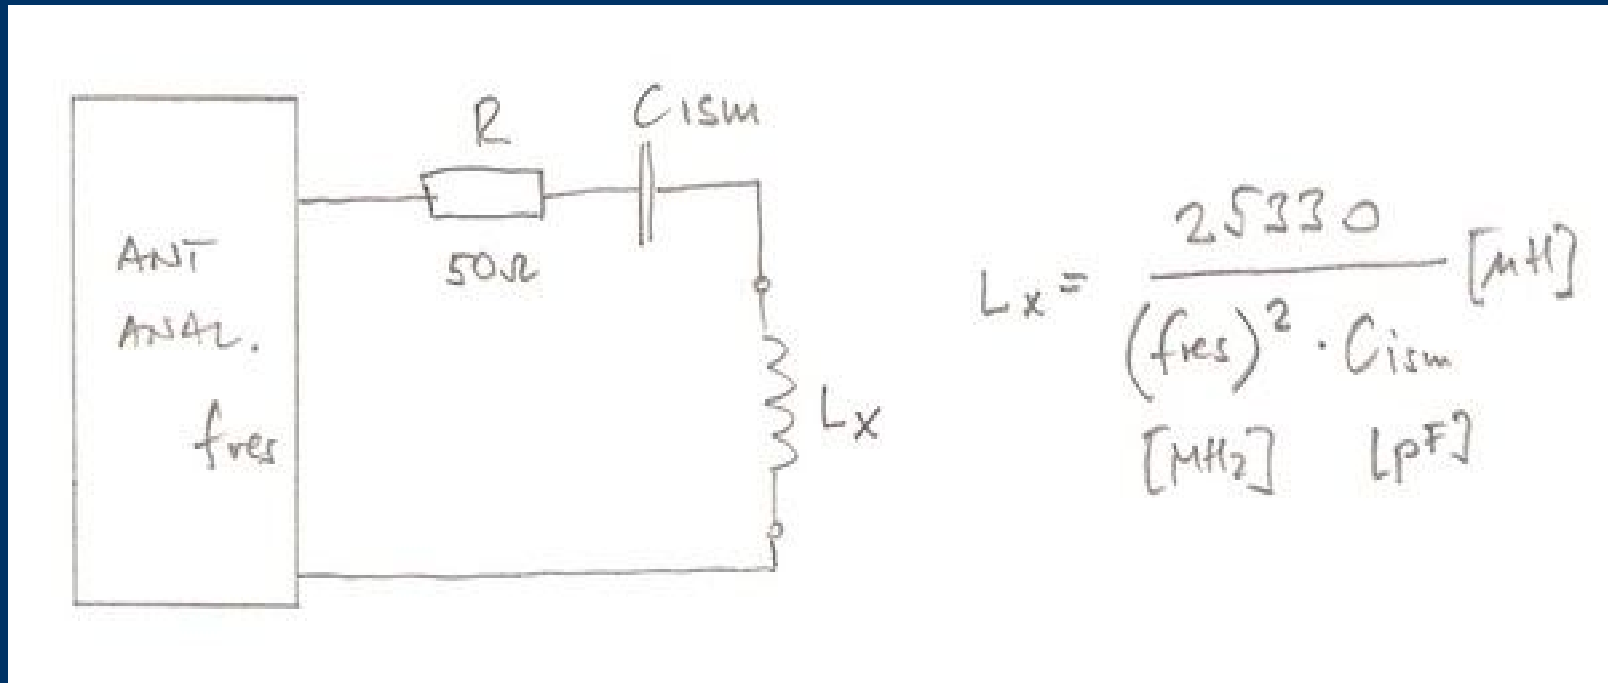 R
Cism
50Ω
ANT
ANAL.
fres
Lx
Lx = 25330 / (fres)² · Cism [μH]
[MHz] [pF]